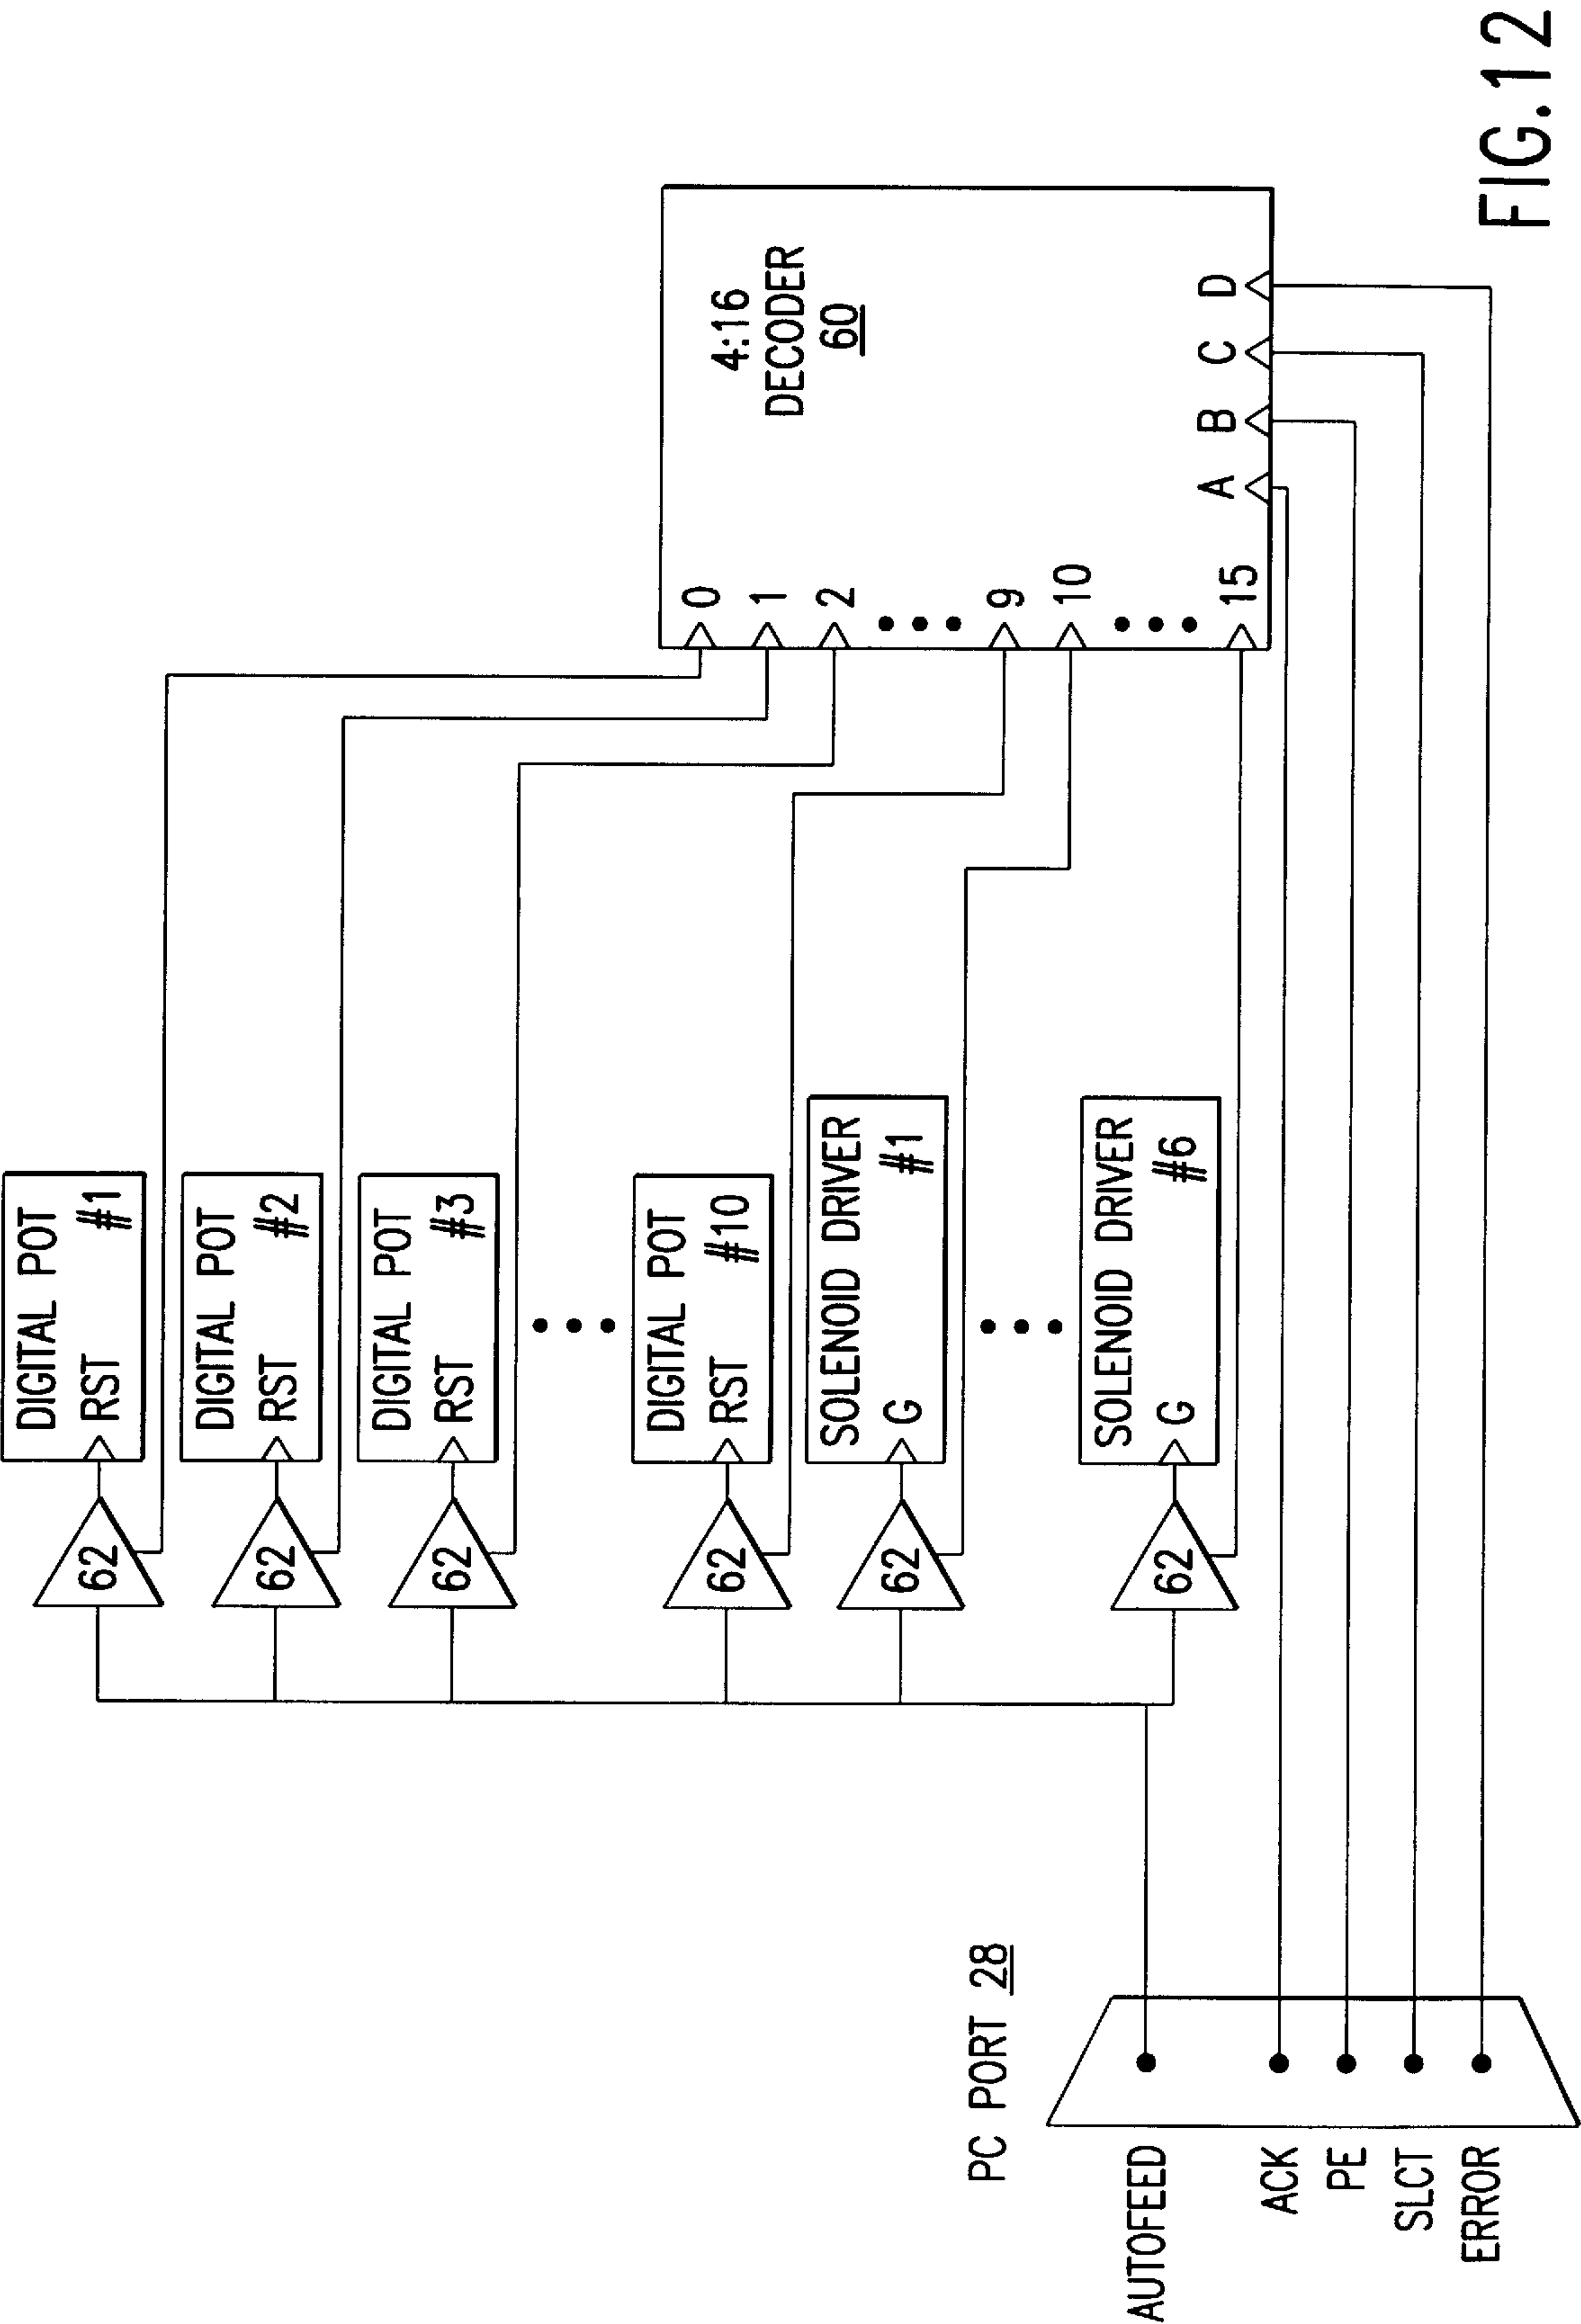 DIGITAL POT
RST #1
62
DIGITAL POT
RST #2
62
DIGITAL POT
RST #3
62
DIGITAL POT
RST #10
62
SOLENOID DRIVER
G #1
62
SOLENOID DRIVER
G #6
62
4:16
DECODER
60
0
1
2
9
10
15
A
B
C
D
PC PORT 28
AUTOFEED
ACK
PE
SLCT
ERROR
FIG.12